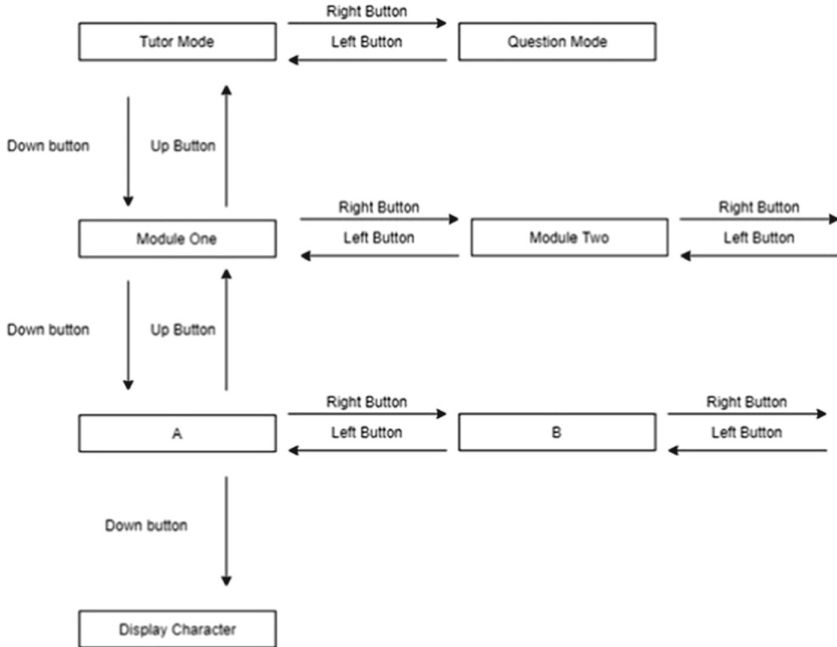 Right Button
Tutor Mode
Left Button
Question Mode
Down button
Up Button
Right Button
Right Button
Module One
Left Button
Module Two
Left Button
Down button
Up Button
Right Button
Right Button
A
Left Button
B
Left Button
Down button
Display Character